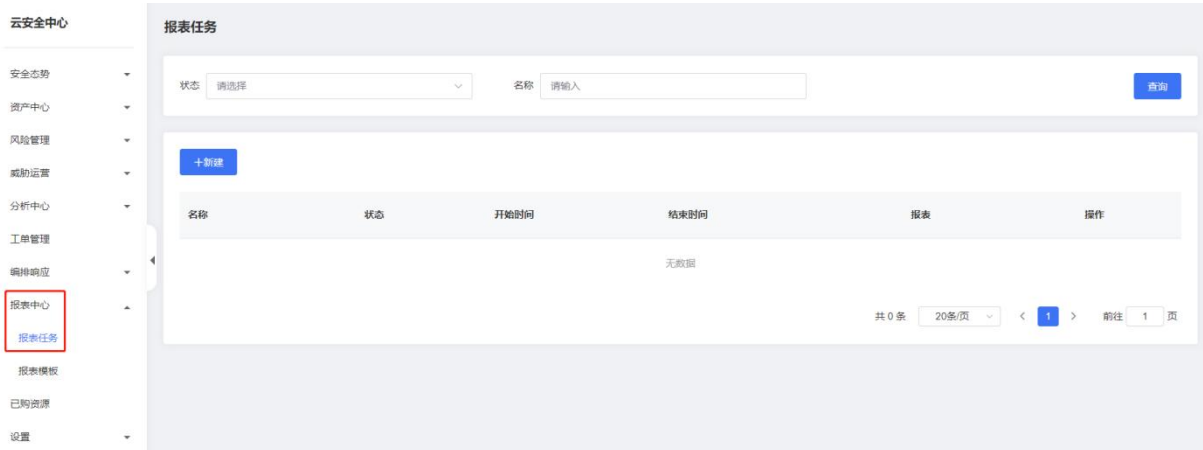 云安全中心
安全态势
资产中心
风险管理
威胁运营
分析中心
工单管理
编排响应
报表中心
报表任务
报表模板
已购资源
设置
报表任务
状态 请选择 名称 请输入 查询
+新建
名称 状态 开始时间 结束时间 报表 操作
无数据
共 0 条 20条/页 < 1 > 前往 1 页